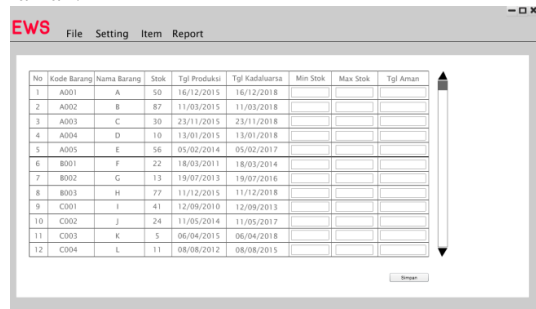 EWS File Setting Item Report
No Kode Barang Nama Barang Stok Tgl Produksi Tgl Kadaluarsa Min Stok Max Stok Tgl Aman
1 A001 A 50 16/12/2015 16/12/2018
2 A002 B 87 11/03/2015 11/03/2018
3 A003 C 30 23/11/2015 23/11/2018
4 A004 D 10 13/01/2015 13/01/2018
5 A005 E 56 05/02/2014 05/02/2017
6 B001 F 22 18/03/2011 18/03/2014
7 B002 G 13 19/07/2013 19/07/2016
8 B003 H 77 11/12/2015 11/12/2018
9 C001 I 41 12/09/2010 12/09/2013
10 C002 J 24 11/05/2014 11/05/2017
11 C003 K 5 06/04/2015 06/04/2018
12 C004 L 11 08/08/2012 08/08/2015
Simpan